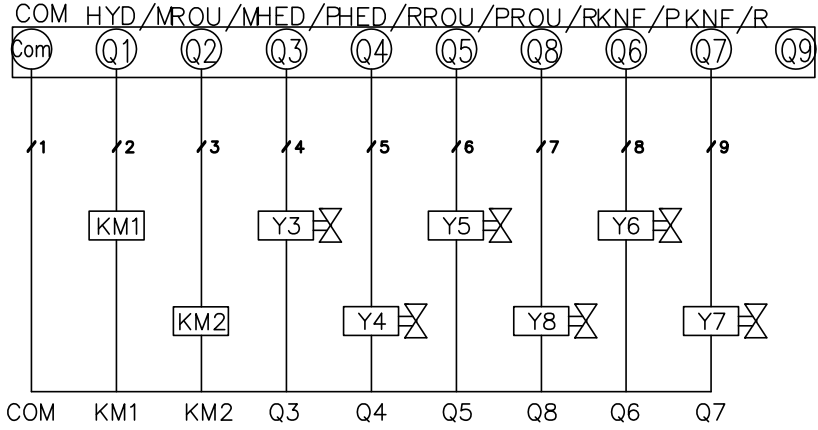 COM HYD/M ROU/M HED/P HED/R ROU/P ROU/R KNF/P KNF/R
Com Q1 Q2 Q3 Q4 Q5 Q8 Q6 Q7 Q9
1 2 3 4 5 6 7 8 9
KM1 Y3 Y5 Y6
KM2 Y4 Y8 Y7
COM KM1 KM2 Q3 Q4 Q5 Q8 Q6 Q7